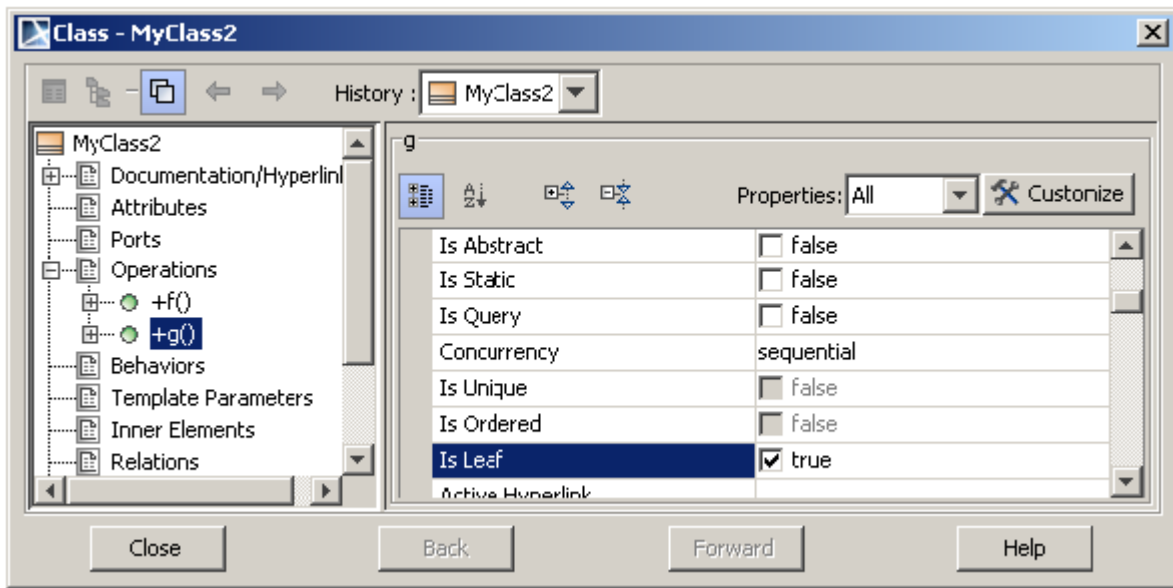 Class - MyClass2
History : MyClass2
MyClass2
Documentation/Hyperlinl
Attributes
Ports
Operations
+f()
+g()
Behaviors
Template Parameters
Inner Elements
Relations
g
Properties: All Customize
Is Abstract false
Is Static false
Is Query false
Concurrency sequential
Is Unique false
Is Ordered false
Is Leaf true
Active Hyperlink
Close Back Forward Help